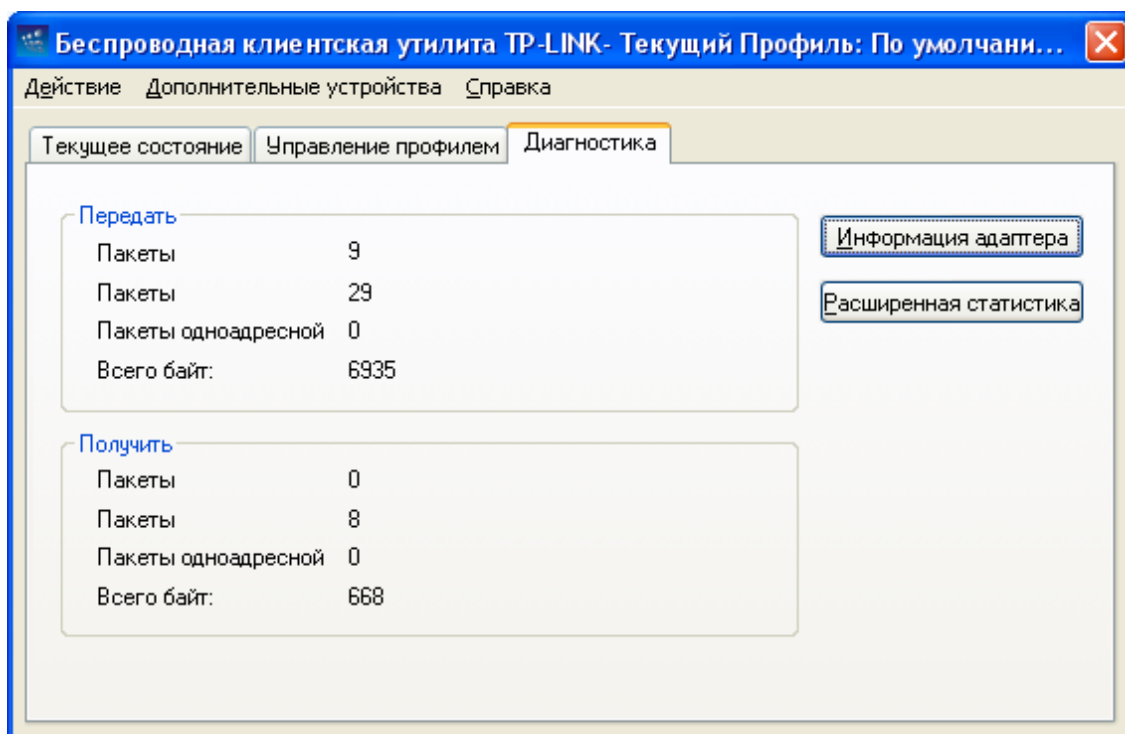 Беспроводная клиентская утилита TP-LINK- Текущий Профиль: По умолчани...
Действие Дополнительные устройства Справка
Текущее состояние Управление профилем Диагностика
Передать
Пакеты 9
Пакеты 29
Пакеты одноадресной 0
Всего байт: 6935
Информация адаптера
Расширенная статистика
Получить
Пакеты 0
Пакеты 8
Пакеты одноадресной 0
Всего байт: 668